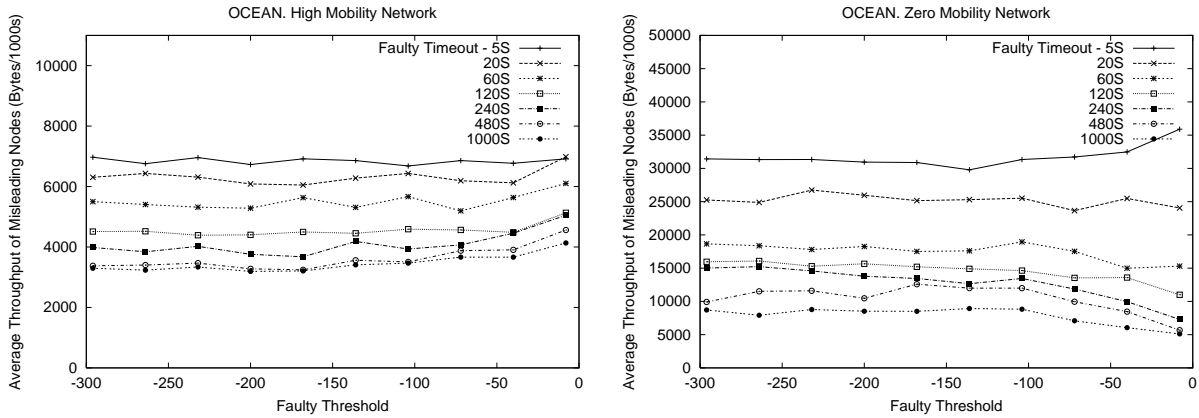 OCEAN. High Mobility Network
Average Throughput of Misleading Nodes (Bytes/1000s)
10000
8000
6000
4000
2000
0
-300 -250 -200 -150 -100 -50 0
Faulty Threshold
Faulty Timeout - 5S
20S
60S
120S
240S
480S
1000S
OCEAN. Zero Mobility Network
Average Throughput of Misleading Nodes (Bytes/1000s)
50000
45000
40000
35000
30000
25000
20000
15000
10000
5000
0
-300 -250 -200 -150 -100 -50 0
Faulty Threshold
Faulty Timeout - 5S
20S
60S
120S
240S
480S
1000S